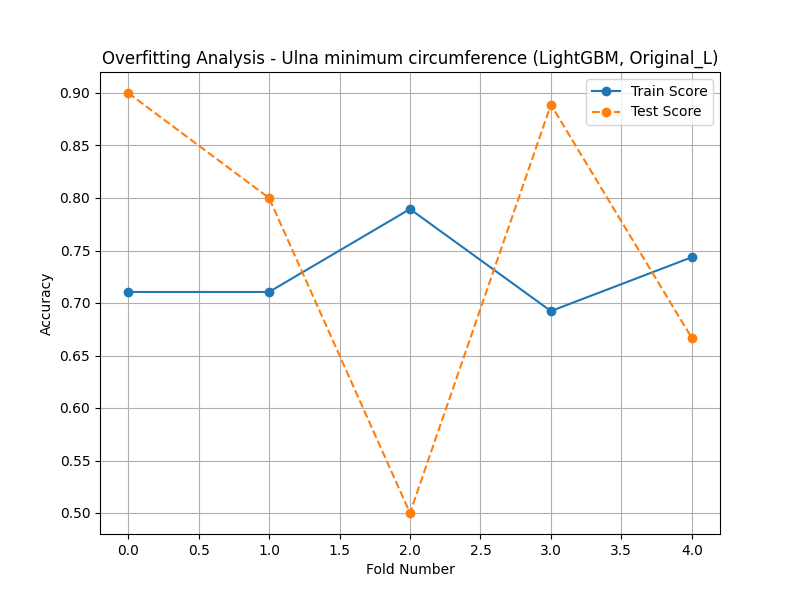 Overfitting Analysis - Ulna minimum circumference (LightGBM, Original_L)
Train Score
Test Score
Accuracy
0.90
0.85
0.80
0.75
0.70
0.65
0.60
0.55
0.50
0.0 0.5 1.0 1.5 2.0 2.5 3.0 3.5 4.0
Fold Number